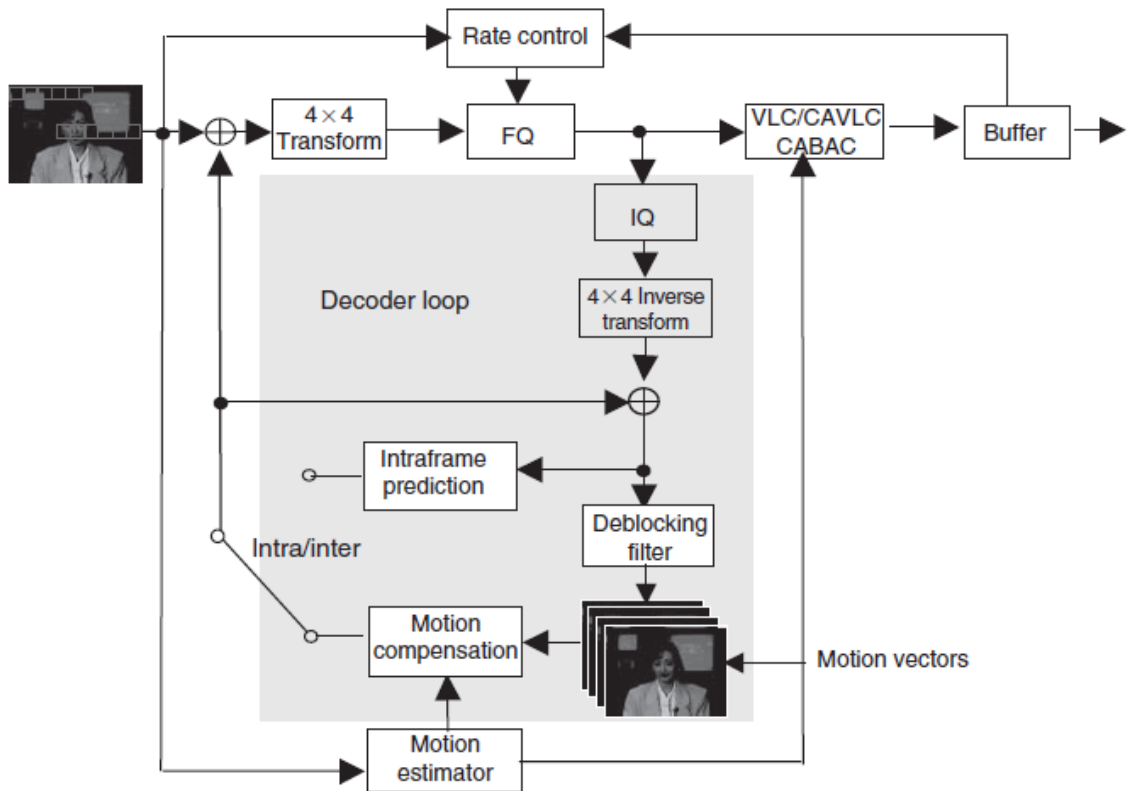 Rate control
4×4
Transform
FQ
VLC/CAVLC
CABAC
Buffer
IQ
Decoder loop
4×4 Inverse
transform
Intraframe
prediction
Deblocking
filter
Intra/inter
Motion
compensation
Motion vectors
Motion
estimator